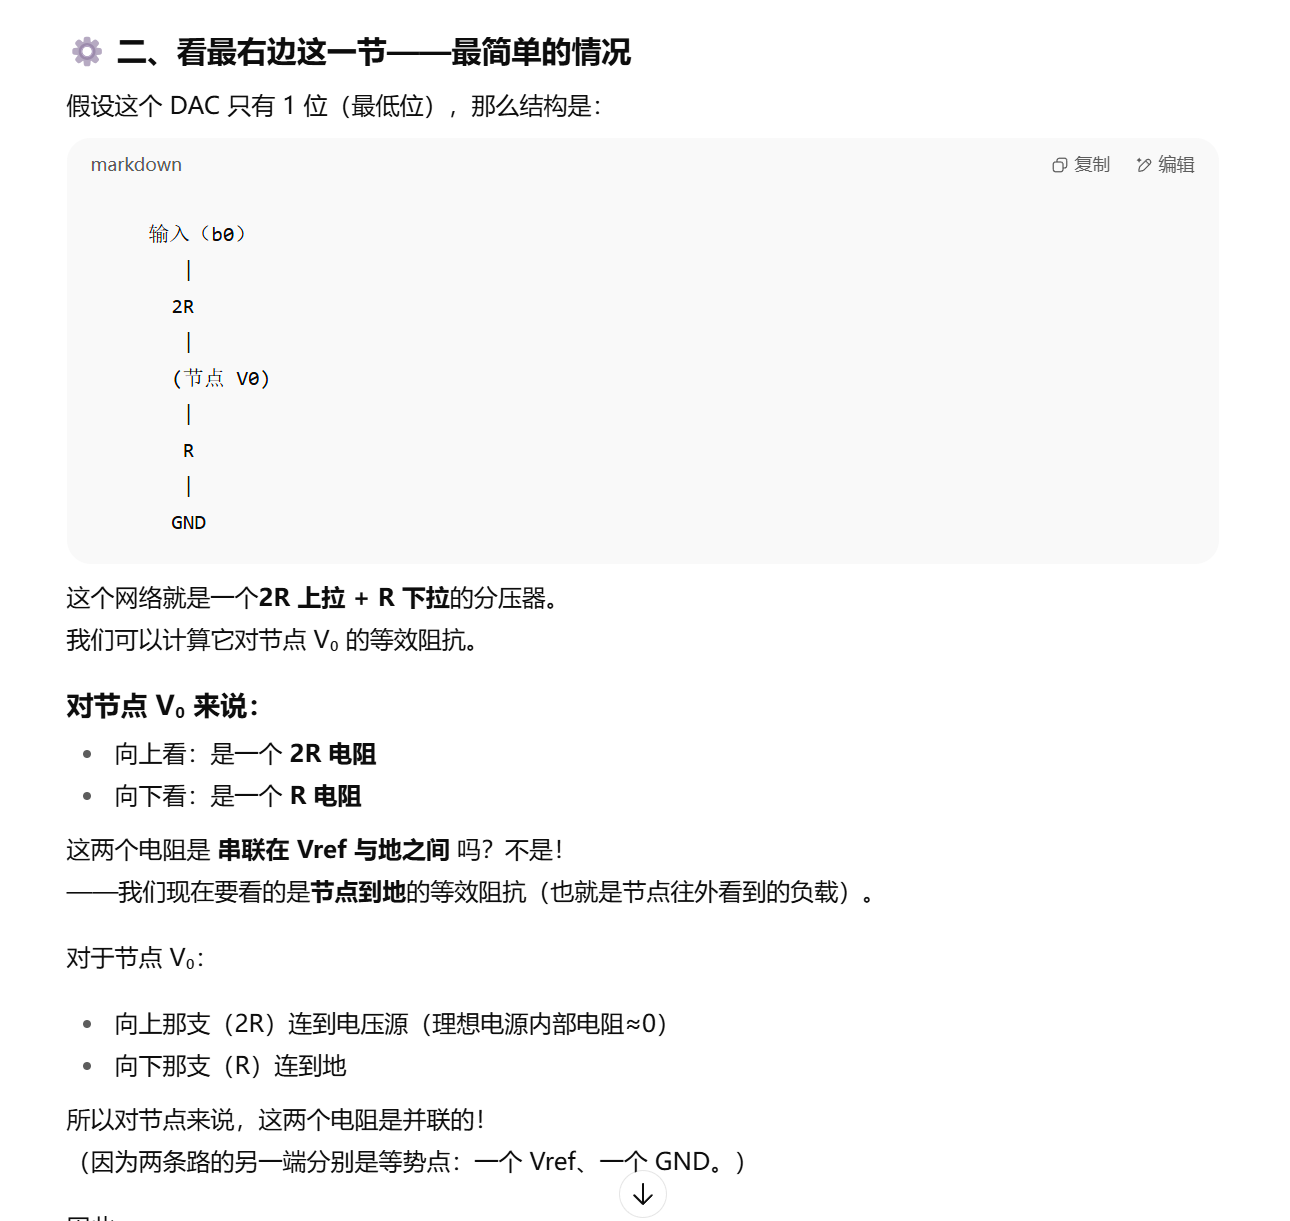 二、看最右边这一节——最简单的情况
假设这个 DAC 只有 1 位（最低位），那么结构是：
markdown
复制
编辑
输入（b0）
|
2R
|
(节点 V0)
|
R
|
GND
这个网络就是一个2R 上拉 + R 下拉的分压器。
我们可以计算它对节点 V₀ 的等效阻抗。
对节点 V₀ 来说：
• 向上看：是一个 2R 电阻
• 向下看：是一个 R 电阻
这两个电阻是 串联在 Vref 与地之间 吗？不是！
——我们现在要看的是节点到地的等效阻抗（也就是节点往外看到的负载）。
对于节点 V₀：
• 向上那支（2R）连到电压源（理想电源内部电阻≈0）
• 向下那支（R）连到地
所以对节点来说，这两个电阻是并联的！
（因为两条路的另一端分别是等势点：一个 Vref、一个 GND。）